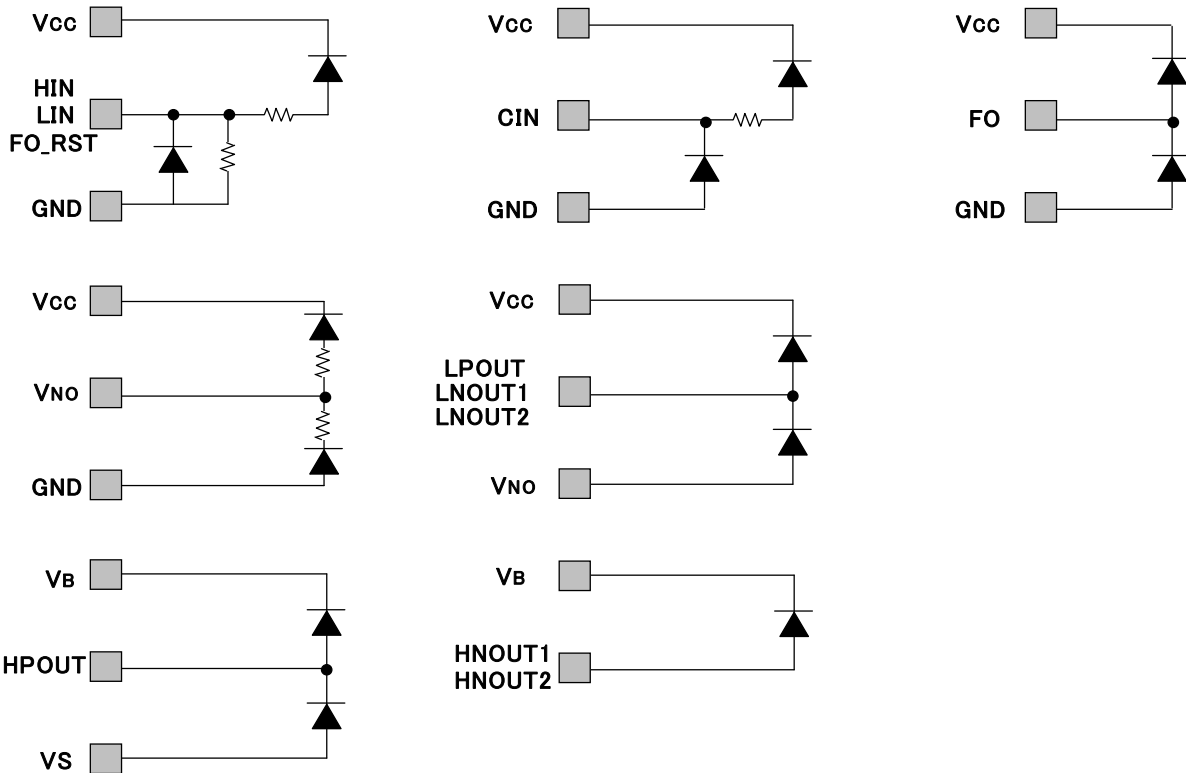 Vcc
HIN
LIN
FO_RST
GND
Vcc
CIN
GND
Vcc
FO
GND
Vcc
VNO
GND
Vcc
LPOUT
LNOUT1
LNOUT2
VNO
VB
HPOUT
VS
VB
HNOUT1
HNOUT2